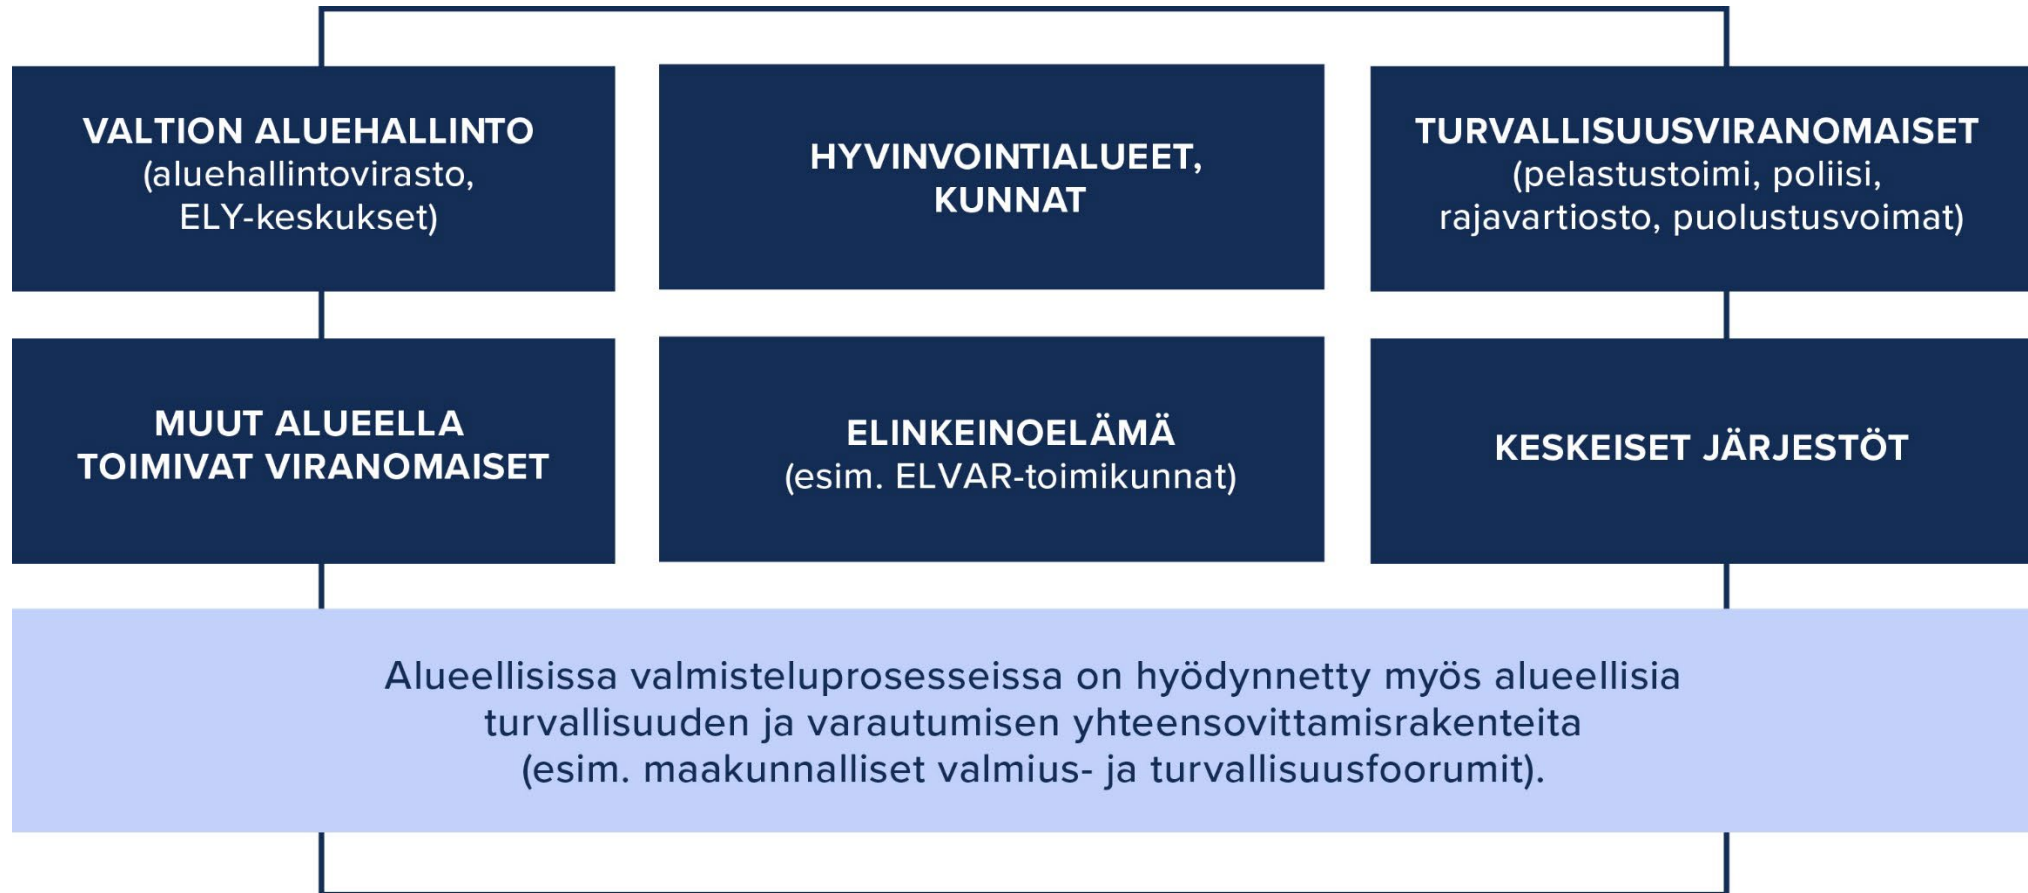 VALTION ALUEHALLINTO
(aluehallintovirasto,
ELY-keskukset)
HYVINVOINTIALUEET,
KUNNAT
TURVALLISUUSVIRANOMAISET
(pelastustoimi, poliisi,
rajavartiosto, puolustusvoimat)
MUUT ALUEELLA
TOIMIVAT VIRANOMAISET
ELINKEINOELÄMÄ
(esim. ELVAR-toimikunnat)
KESKEISET JÄRJESTÖT
Alueellisissa valmisteluprosesseissa on hyödynnetty myös alueellisia
turvallisuuden ja varautumisen yhteensovittamisrakenteita
(esim. maakunnalliset valmius- ja turvallisuusfoorumit).